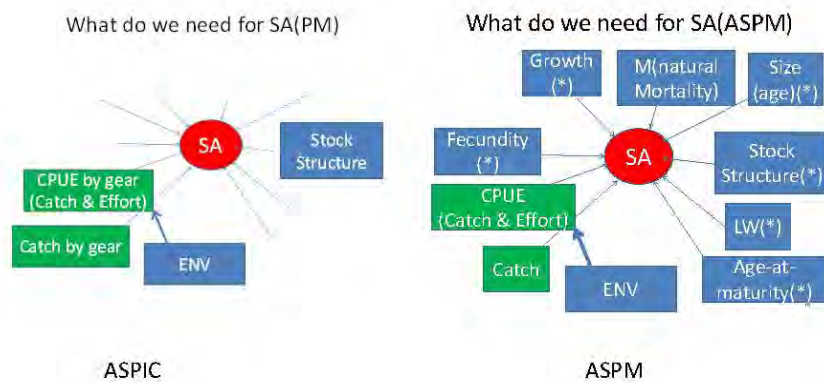 What do we need for SA(PM)
SA
Stock
Structure
CPUE by gear
(Catch & Effort)
Catch by gear
ENV
ASPIC
What do we need for SA(ASPM)
Growth
(*)
M(natural
Mortality)
Size
(age)(*)
Fecundity
(*)
SA
Stock
Structure(*)
CPUE
(Catch & Effort)
LW(*)
Catch
ENV
Age-at-
maturity(*)
ASPM